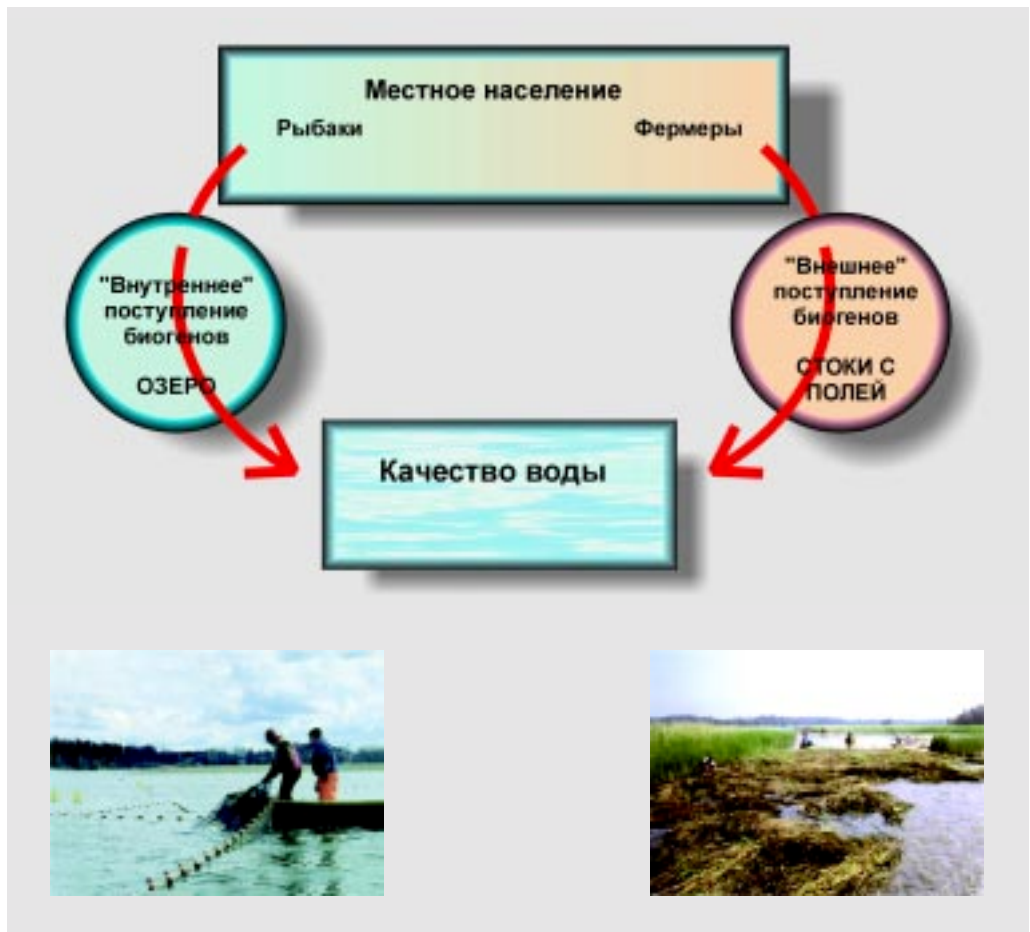 Местное население
Рыбаки Фермеры
"Внутреннее"
поступление
биогенов
ОЗЕРО
"Внешнее"
поступление
биогенов
СТОКИ С
ПОЛЕЙ
Качество воды